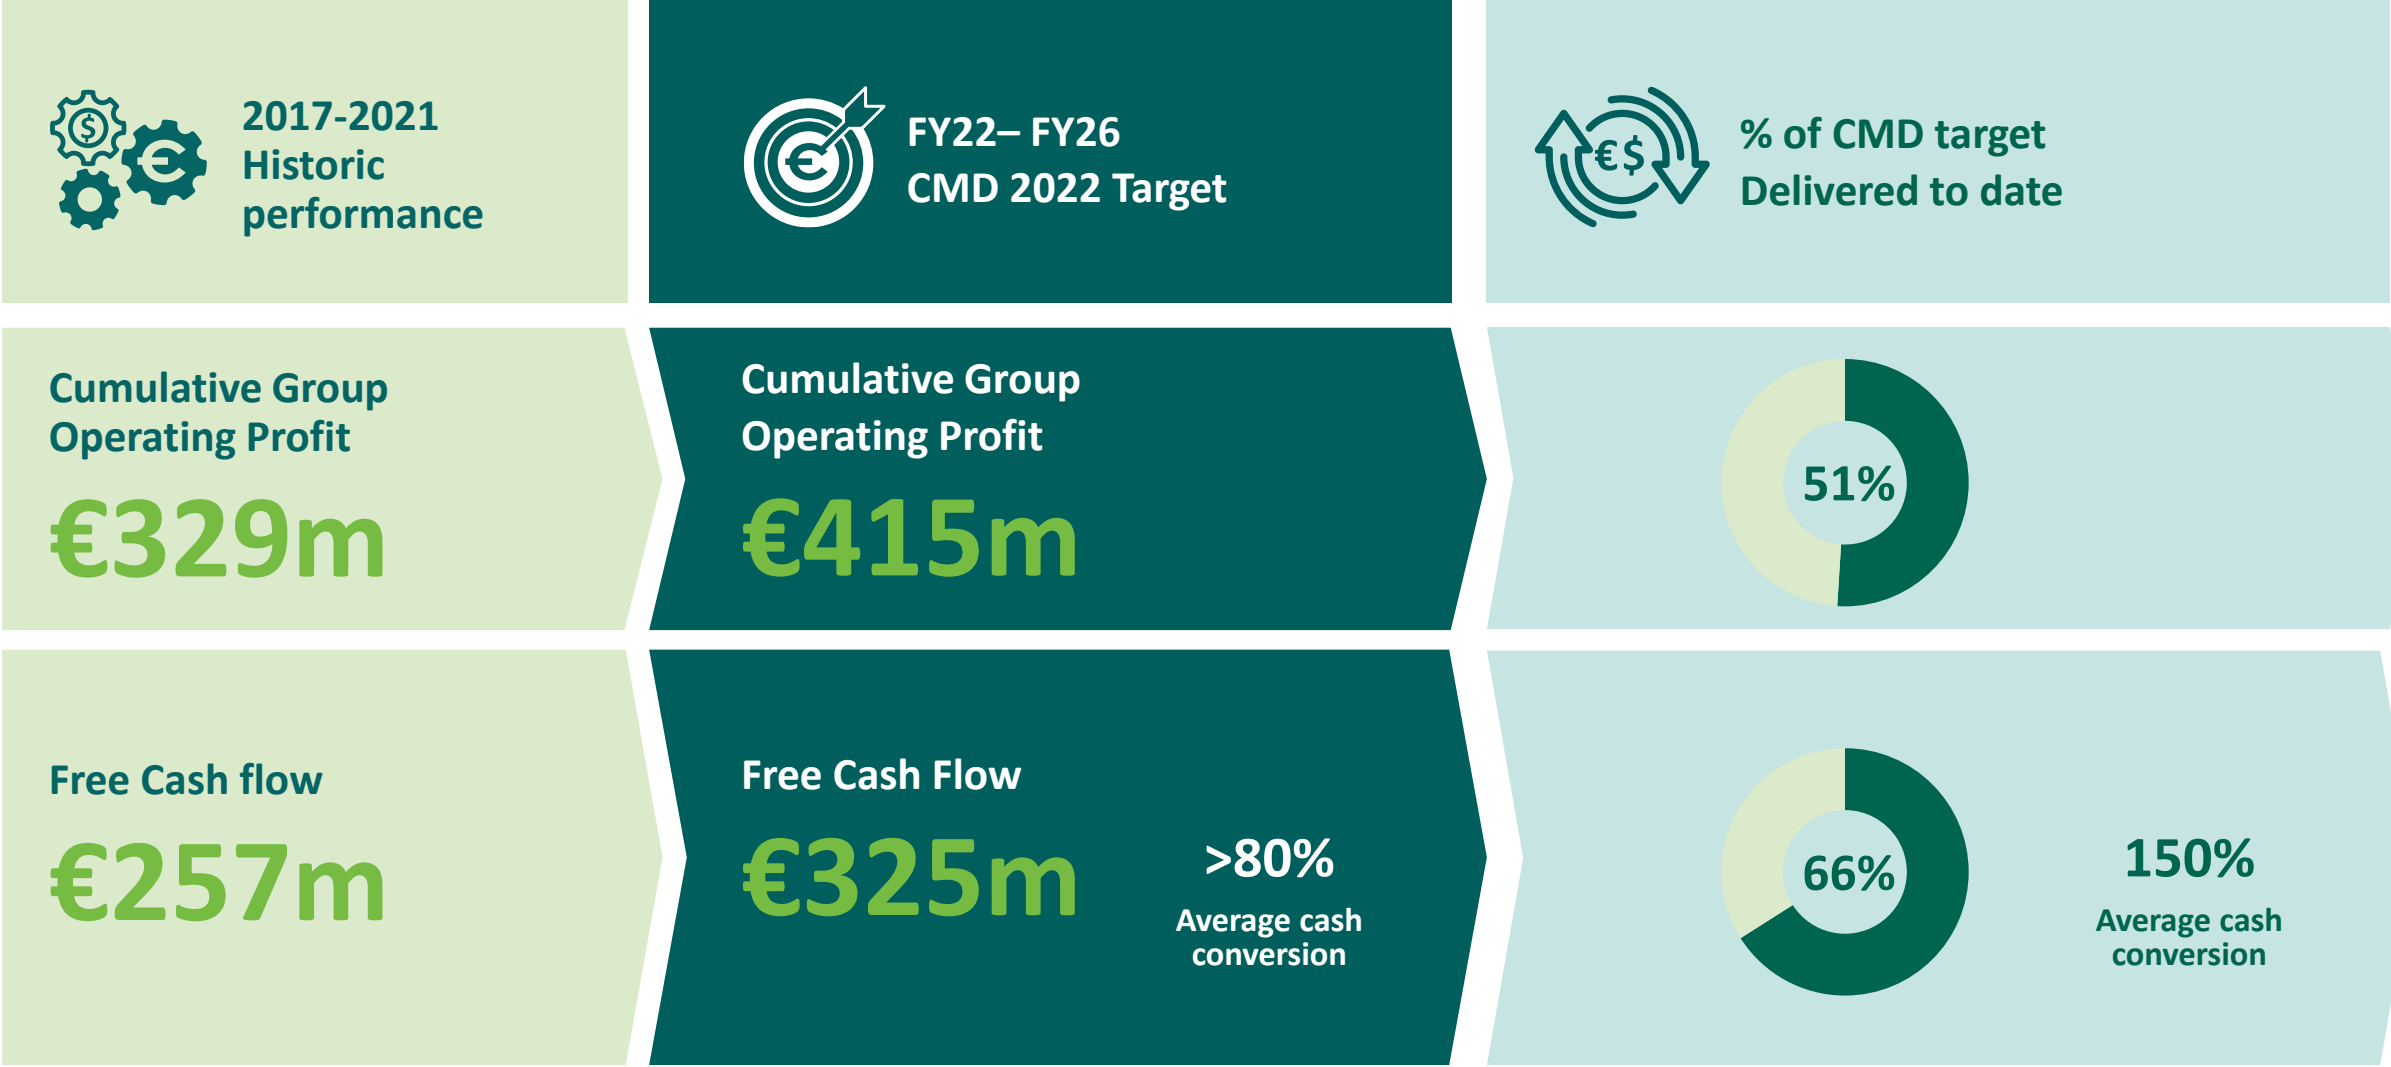 2017-2021
Historic
performance
FY22– FY26
CMD 2022 Target
€$
% of CMD target
Delivered to date
Cumulative Group
Operating Profit
€329m
Cumulative Group
Operating Profit
€415m
51%
Free Cash flow
€257m
Free Cash Flow
€325m
>80%
Average cash
conversion
66%
150%
Average cash
conversion